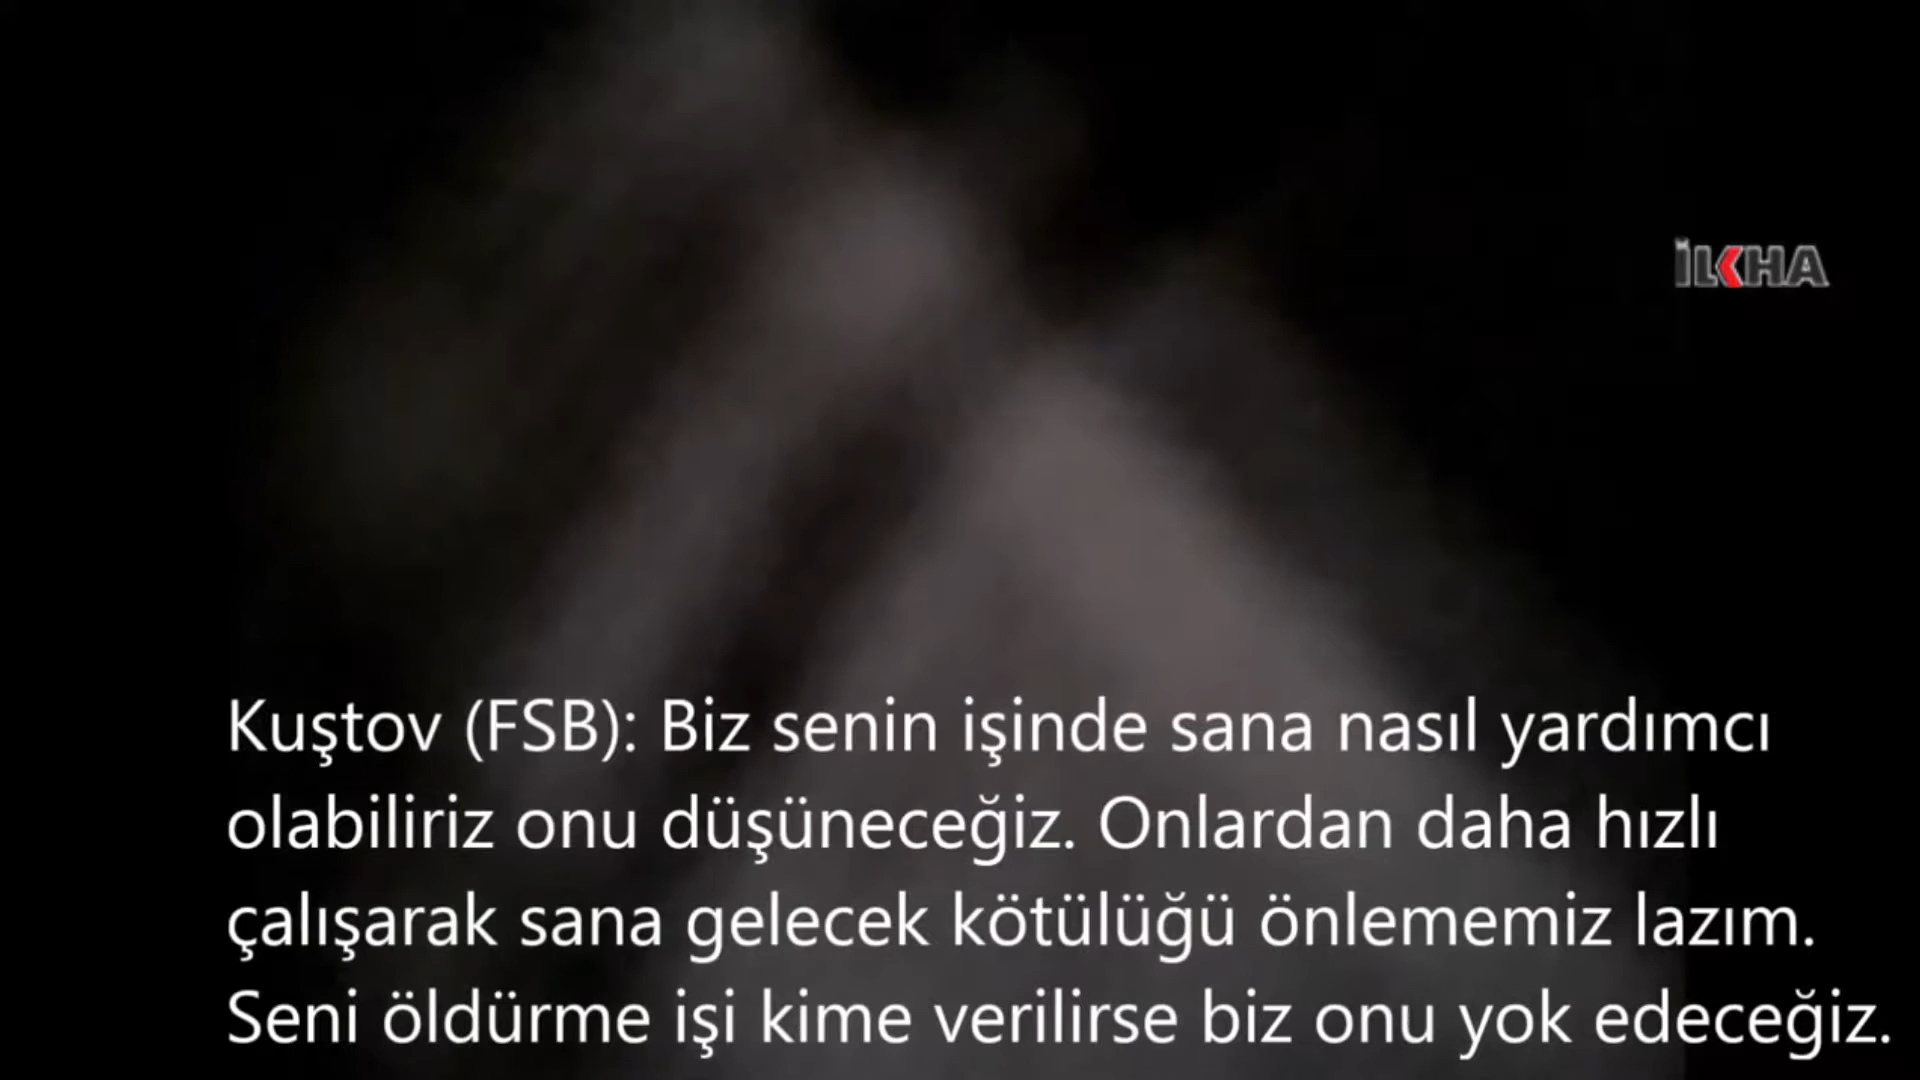 İLKHA
Kuştov (FSB): Biz senin işinde sana nasıl yardımcı
olabiliriz onu düşüneceğiz. Onlardan daha hızlı
çalışarak sana gelecek kötülüğü önlememiz lazım.
Seni öldürme işi kime verilirse biz onu yok edeceğiz.